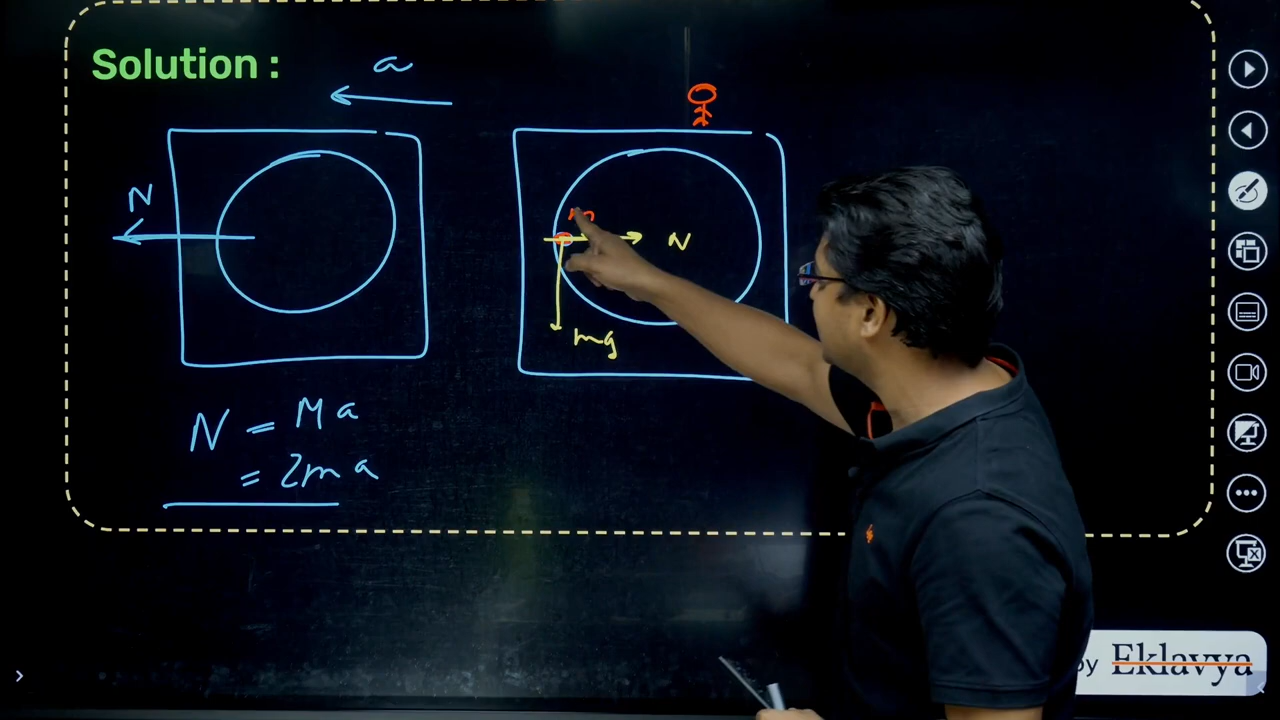 Solution :
a
N
m
N
mg
N = Ma
= 2ma
by Eklavya